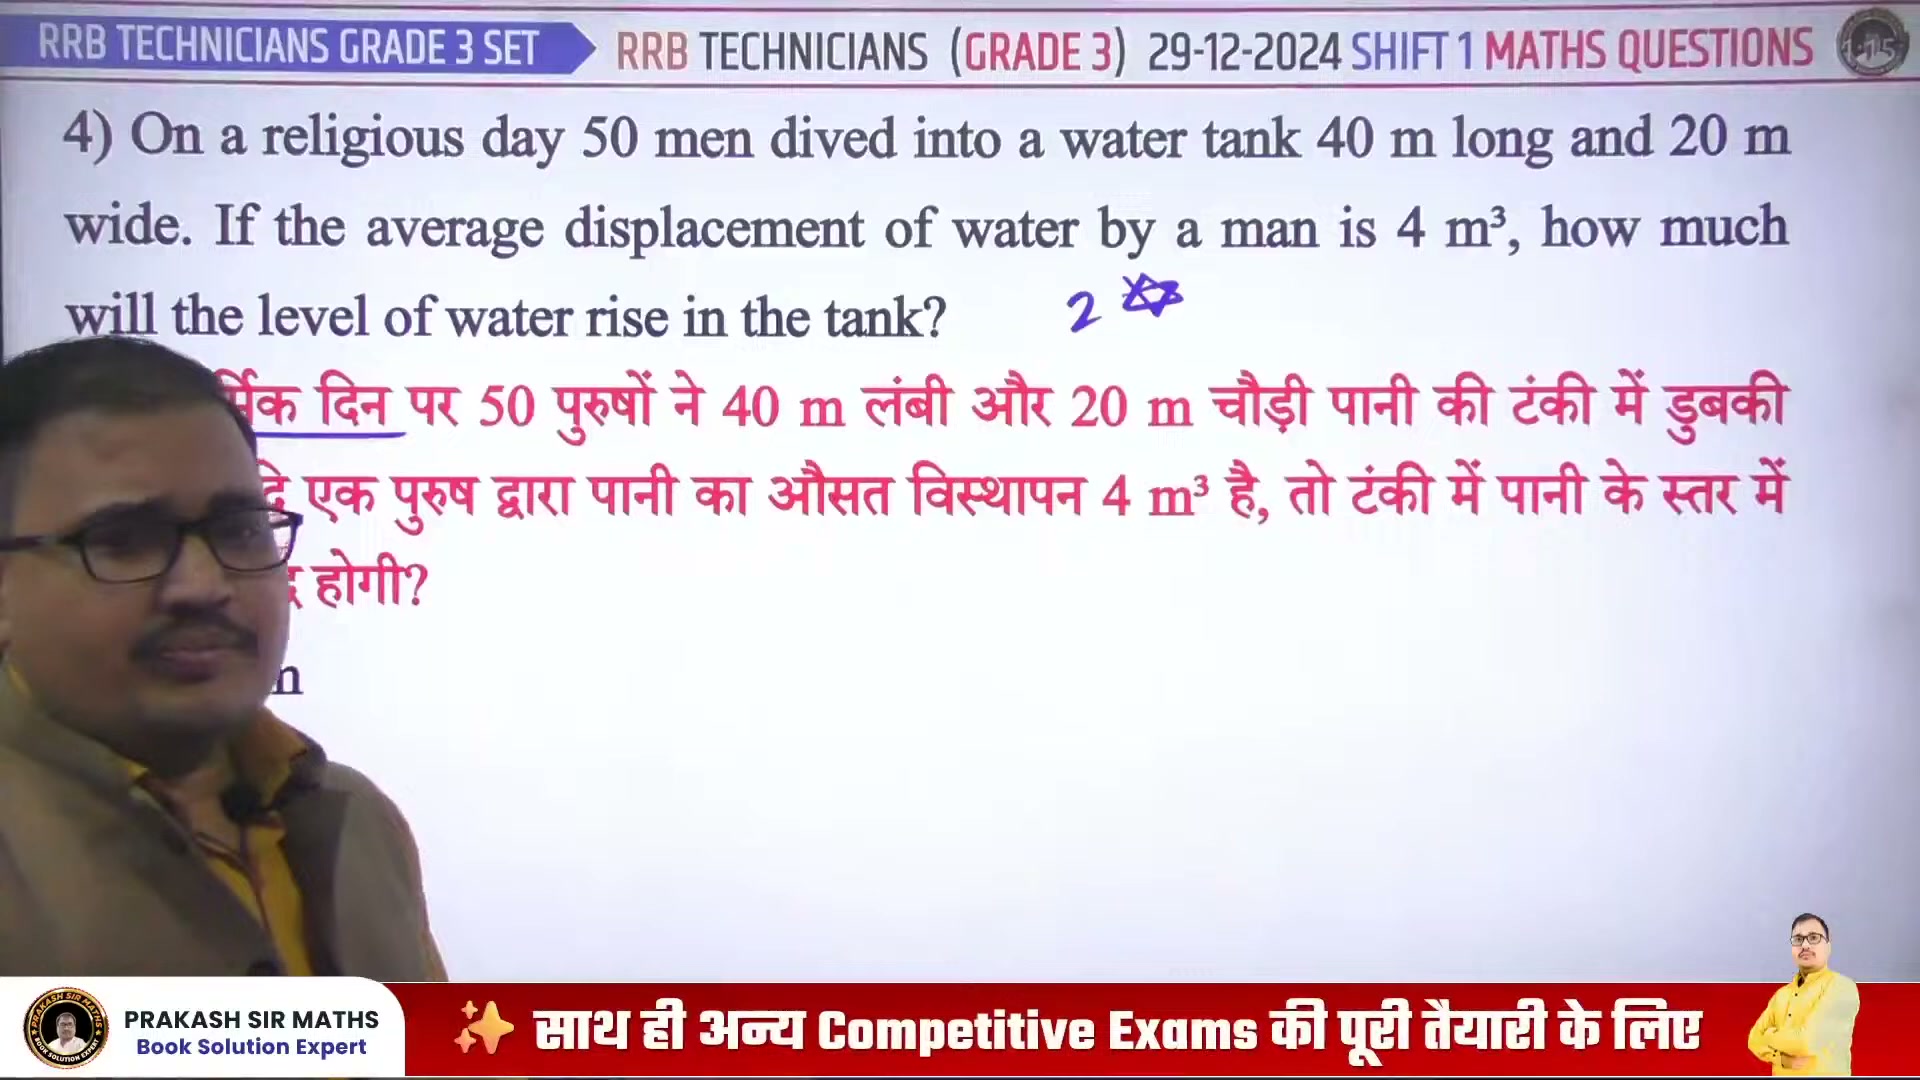 RRB TECHNICIANS GRADE 3 SET
RRB TECHNICIANS (GRADE 3) 29-12-2024 SHIFT 1 MATHS QUESTIONS
4) On a religious day 50 men dived into a water tank 40 m long and 20 m
wide. If the average displacement of water by a man is 4 m³, how much
will the level of water rise in the tank?
2
दिन पर 50 पुरुषों ने 40 m लंबी और 20 m चौड़ी पानी की टंकी में डुबकी
एक पुरुष द्वारा पानी का औसत विस्थापन 4 m³ है, तो टंकी में पानी के स्तर में
होगी?
PRAKASH SIR MATHS
Book Solution Expert
साथ ही अन्य Competitive Exams की पूरी तैयारी के लिए